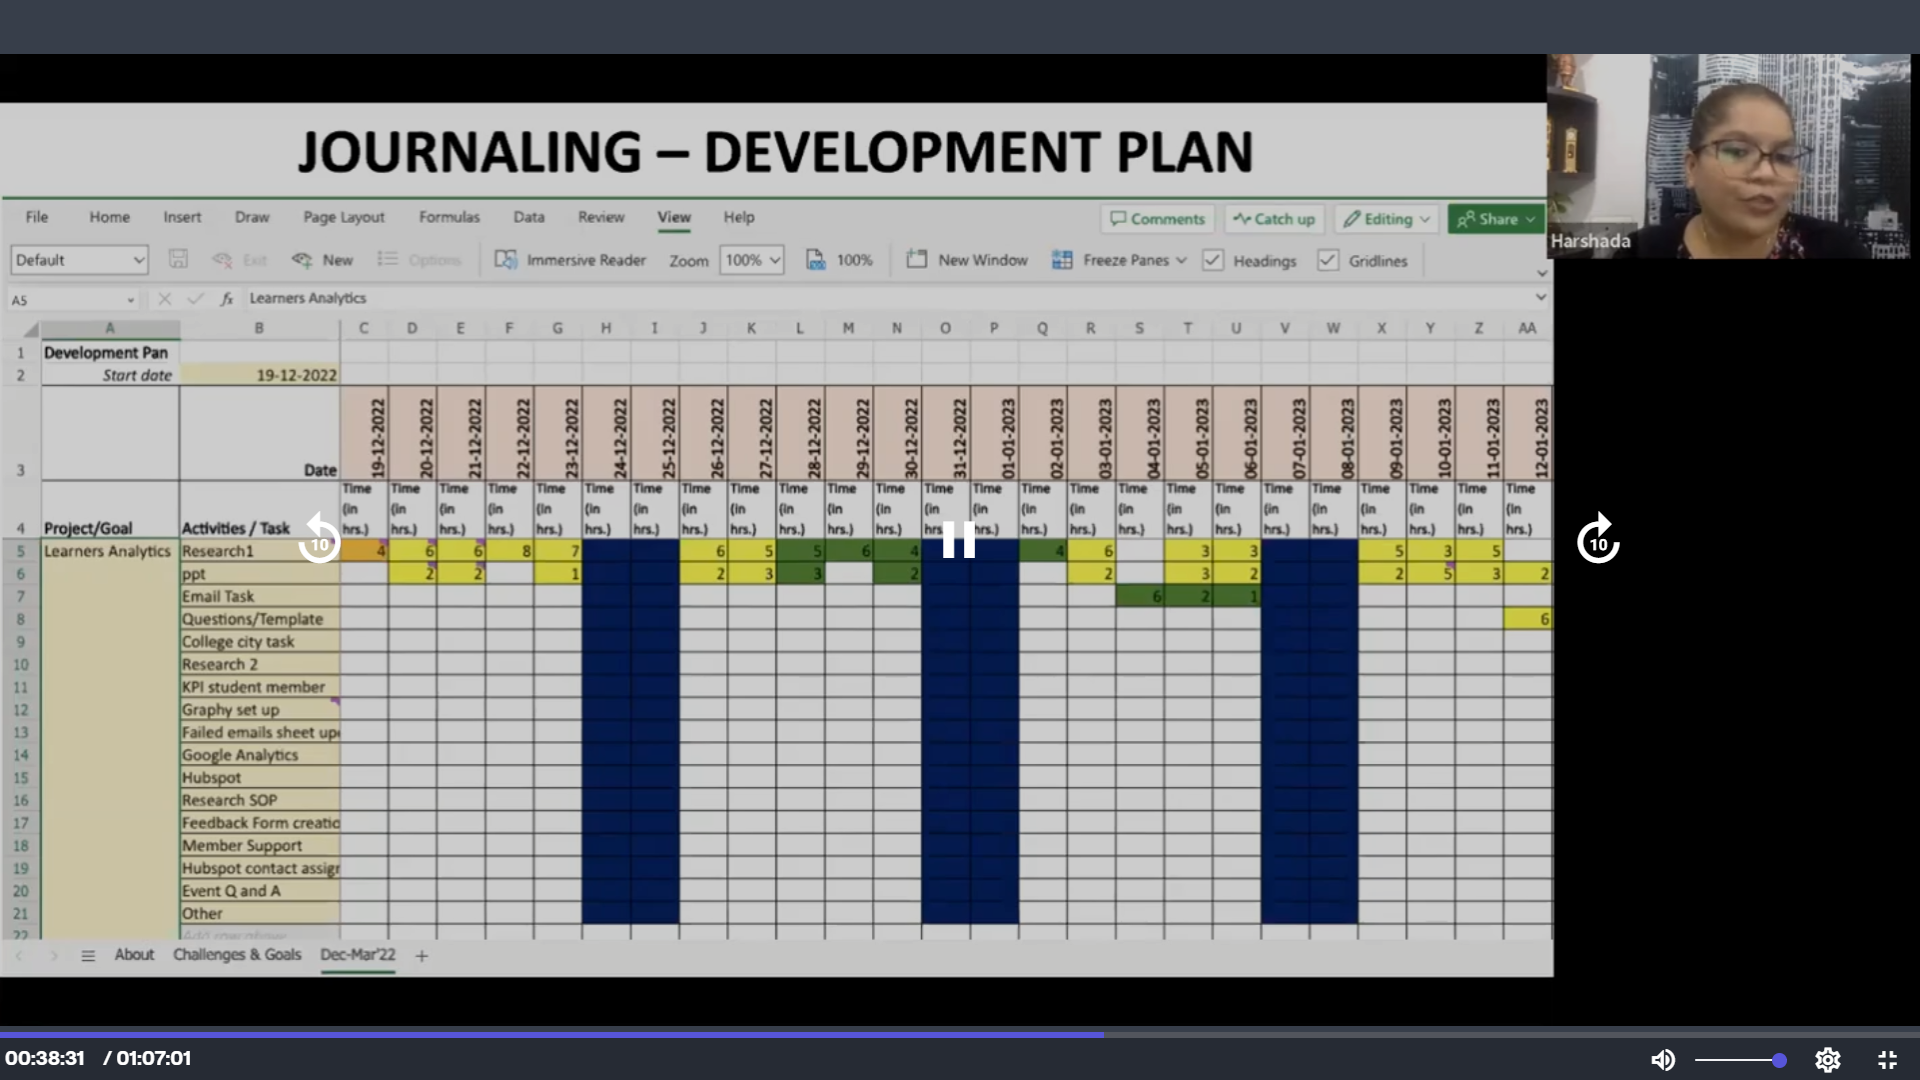 JOURNALING – DEVELOPMENT PLAN
File Home Insert Draw Page Layout Formulas Data Review View Help Comments Catch up Editing Share
Default Exit New Options Immersive Reader Zoom 100% 100% New Window Freeze Panes Headings Gridlines
Harshada
A5 fx Learners Analytics
A B C D E F G H I J K L M N O P Q R S T U V W X Y Z AA
1 Development Pan
2 Start date 19-12-2022
3 Date 19-12-2022 20-12-2022 21-12-2022 22-12-2022 23-12-2022 24-12-2022 25-12-2022 26-12-2022 27-12-2022 28-12-2022 29-12-2022 30-12-2022 31-12-2022 01-01-2023 02-01-2023 03-01-2023 04-01-2023 05-01-2023 06-01-2023 07-01-2023 08-01-2023 09-01-2023 10-01-2023 11-01-2023 12-01-2023
Time Time Time Time Time Time Time Time Time Time Time Time Time Time Time Time Time Time Time Time Time Time Time Time Time
(in (in (in (in (in (in (in (in (in (in (in (in (in (in (in (in (in (in (in (in (in (in (in (in (in
4 Project/Goal Activities / Task hrs.) hrs.) hrs.) hrs.) hrs.) hrs.) hrs.) hrs.) hrs.) hrs.) hrs.) hrs.) hrs.) hrs.) hrs.) hrs.) hrs.) hrs.) hrs.) hrs.) hrs.) hrs.) hrs.) hrs.)
10 10
5 Learners Analytics Research1 4 6 6 8 7 6 5 5 6 4 4 6 3 3 5 3 5
6 ppt 2 2 1 2 3 3 2 2 3 2 2 5 3 2
7 Email Task 6 2 1
8 Questions/Template 6
9 College city task
10 Research 2
11 KPI student member
12 Graphy set up
13 Failed emails sheet up
14 Google Analytics
15 Hubspot
16 Research SOP
17 Feedback Form creatio
18 Member Support
19 Hubspot contact assig
20 Event Q and A
21 Other
22
About Challenges & Goals Dec-Mar'22 +
00:38:31 / 01:07:01